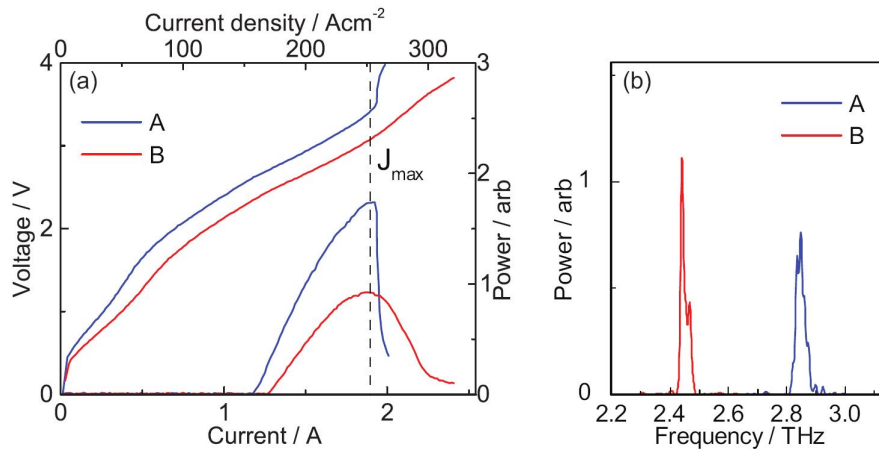 Current density / Acm-2
0 100 200 300
(a)
A
B
4
2
0
Voltage / V
Jmax
3
2
1
0
Power / arb
0 1 2
Current / A
(b)
A
B
1
0
Power / arb
2.2 2.4 2.6 2.8 3.0
Frequency / THz